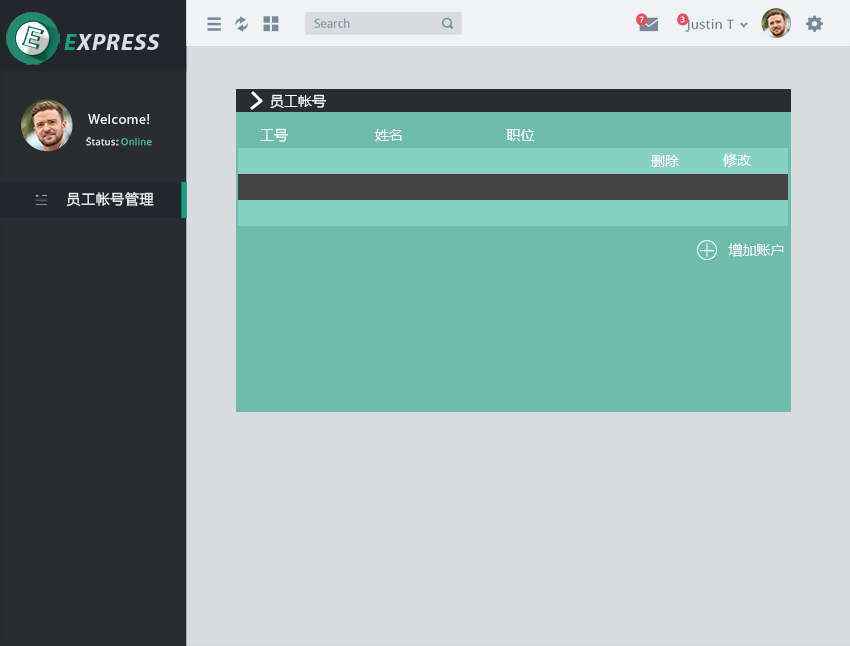 EXPRESS
Search
7
3
Justin T
Welcome!
Status: Online
员工帐号管理
员工帐号
工号 姓名 职位
删除 修改
增加账户